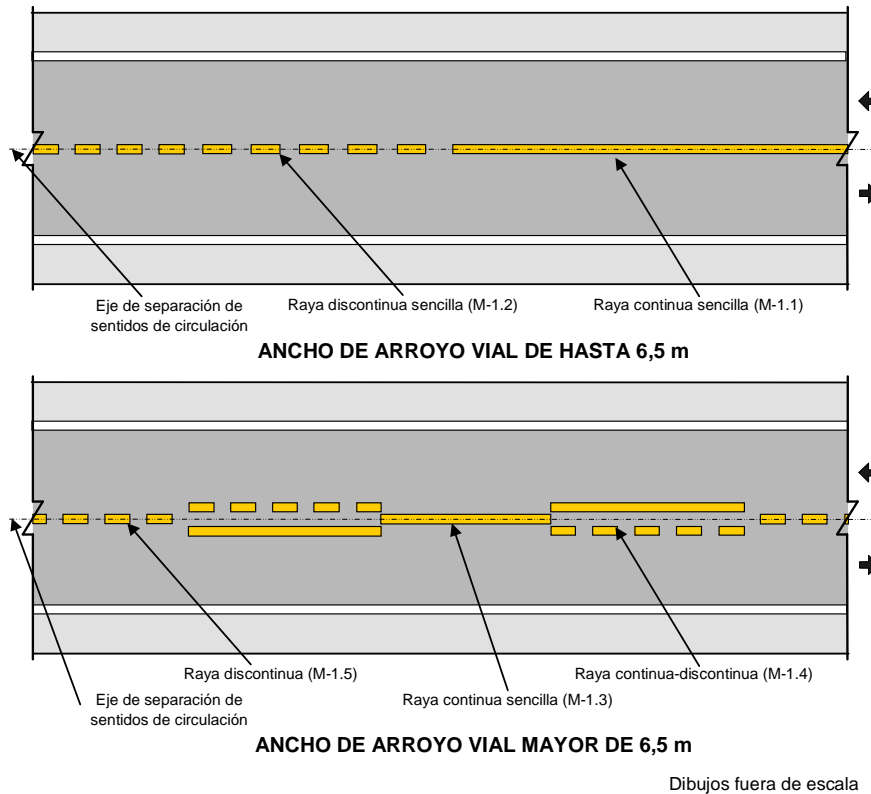 Eje de separación de
sentidos de circulación
Raya discontinua sencilla (M-1.2)
Raya continua sencilla (M-1.1)
ANCHO DE ARROYO VIAL DE HASTA 6,5 m
Raya discontinua (M-1.5)
Raya continua-discontinua (M-1.4)
Eje de separación de
sentidos de circulación
Raya continua sencilla (M-1.3)
ANCHO DE ARROYO VIAL MAYOR DE 6,5 m
Dibujos fuera de escala